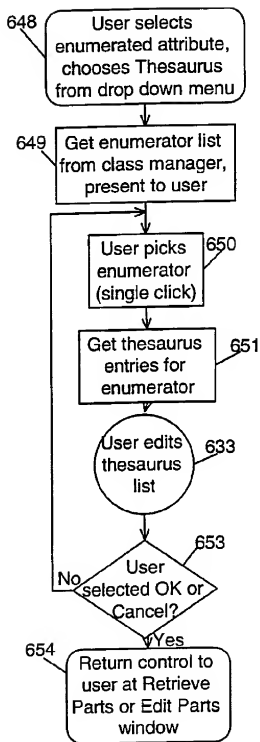 648
User selects
enumerated attribute,
chooses Thesaurus
from drop down menu
649
Get enumerator list
from class manager,
present to user
650
User picks
enumerator
(single click)
651
Get thesaurus
entries for
enumerator
633
User edits
thesaurus
list
653
No
User
selected OK or
Cancel?
Yes
654
Return control to
user at Retrieve
Parts or Edit Parts
window